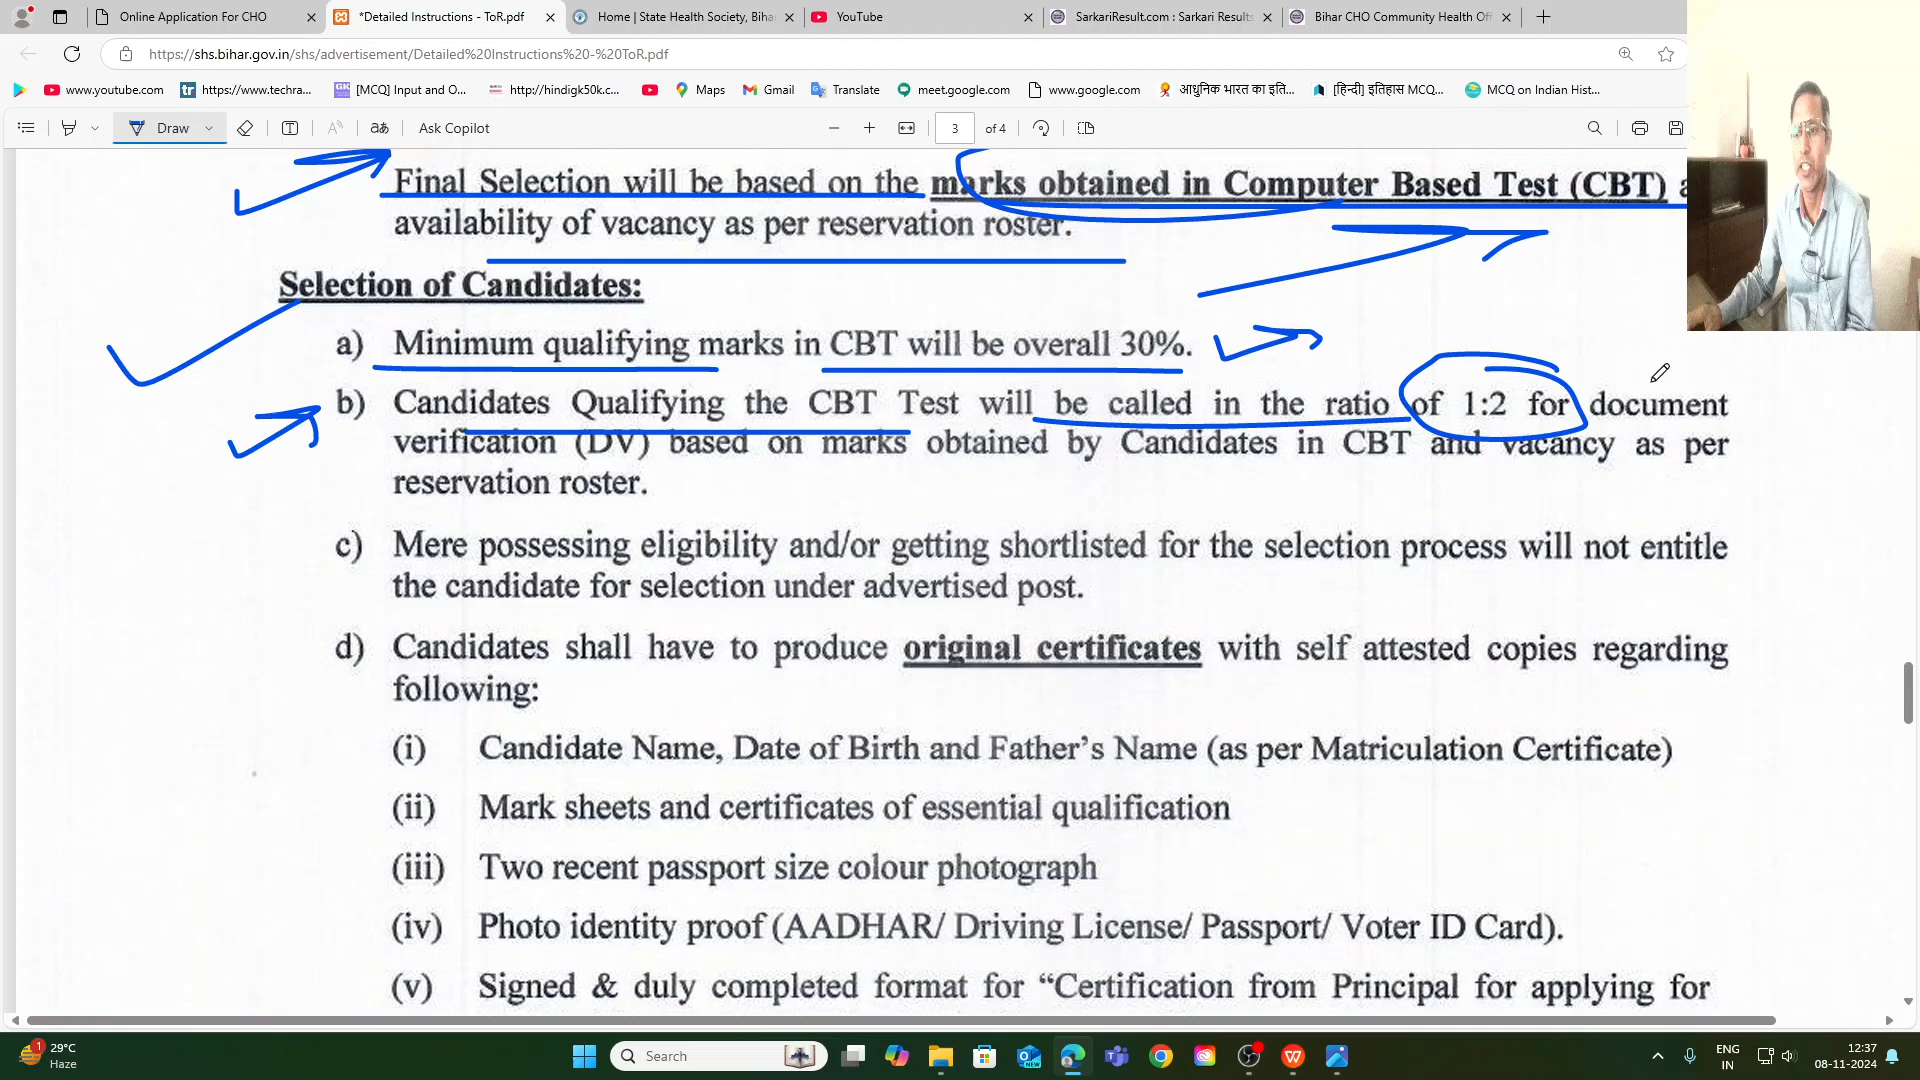 Online Application For CHO
*Detailed Instructions - ToR.pdf
Home | State Health Society, Bihar
YouTube
SarkariResult.com : Sarkari Results
Bihar CHO Community Health Off
https://shs.bihar.gov.in/shs/advertisement/Detailed%20Instructions%20-%20ToR.pdf
www.youtube.com
https://www.techra...
[MCQ] Input and O...
http://hindigk50k.c...
Maps
Gmail
Translate
meet.google.com
www.google.com
आधुनिक भारत का इति...
[हिन्दी] इतिहास MCQ...
MCQ on Indian Hist...
Draw
Ask Copilot
3 of 4
Final Selection will be based on the marks obtained in Computer Based Test (CBT) a
availability of vacancy as per reservation roster.
Selection of Candidates:
a) Minimum qualifying marks in CBT will be overall 30%.
b) Candidates Qualifying the CBT Test will be called in the ratio of 1:2 for document
verification (DV) based on marks obtained by Candidates in CBT and vacancy as per
reservation roster.
c) Mere possessing eligibility and/or getting shortlisted for the selection process will not entitle
the candidate for selection under advertised post.
d) Candidates shall have to produce original certificates with self attested copies regarding
following:
(i) Candidate Name, Date of Birth and Father's Name (as per Matriculation Certificate)
(ii) Mark sheets and certificates of essential qualification
(iii) Two recent passport size colour photograph
(iv) Photo identity proof (AADHAR/ Driving License/ Passport/ Voter ID Card).
(v) Signed & duly completed format for “Certification from Principal for applying for
1
29°C
Haze
Search
ENG
IN
12:37
08-11-2024